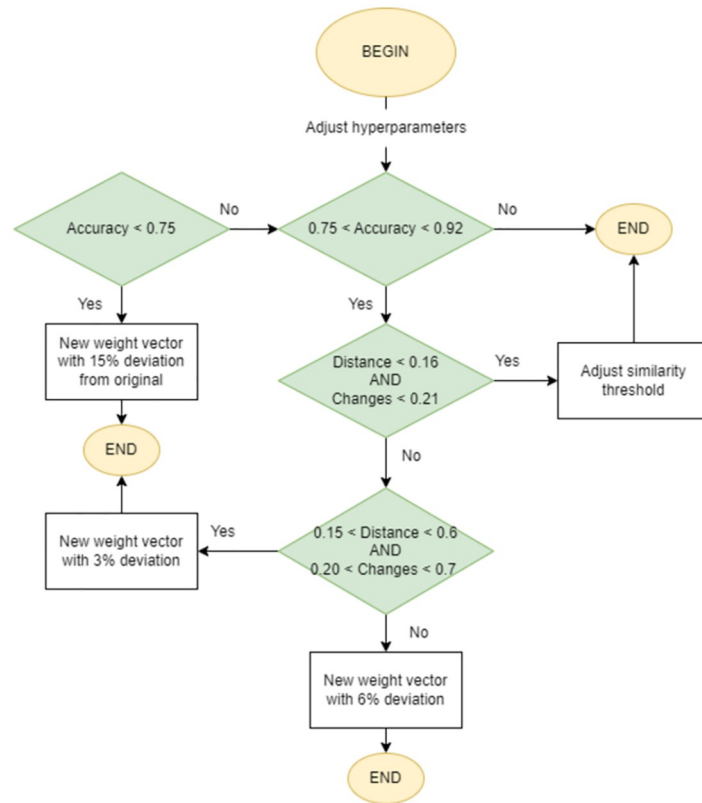 BEGIN
Adjust hyperparameters
Accuracy < 0.75
No
0.75 < Accuracy < 0.92
No
END
Yes
Yes
New weight vector
with 15% deviation
from original
Distance < 0.16
AND
Changes < 0.21
Yes
Adjust similarity
threshold
END
No
New weight vector
with 3% deviation
Yes
0.15 < Distance < 0.6
AND
0.20 < Changes < 0.7
No
New weight vector
with 6% deviation
END